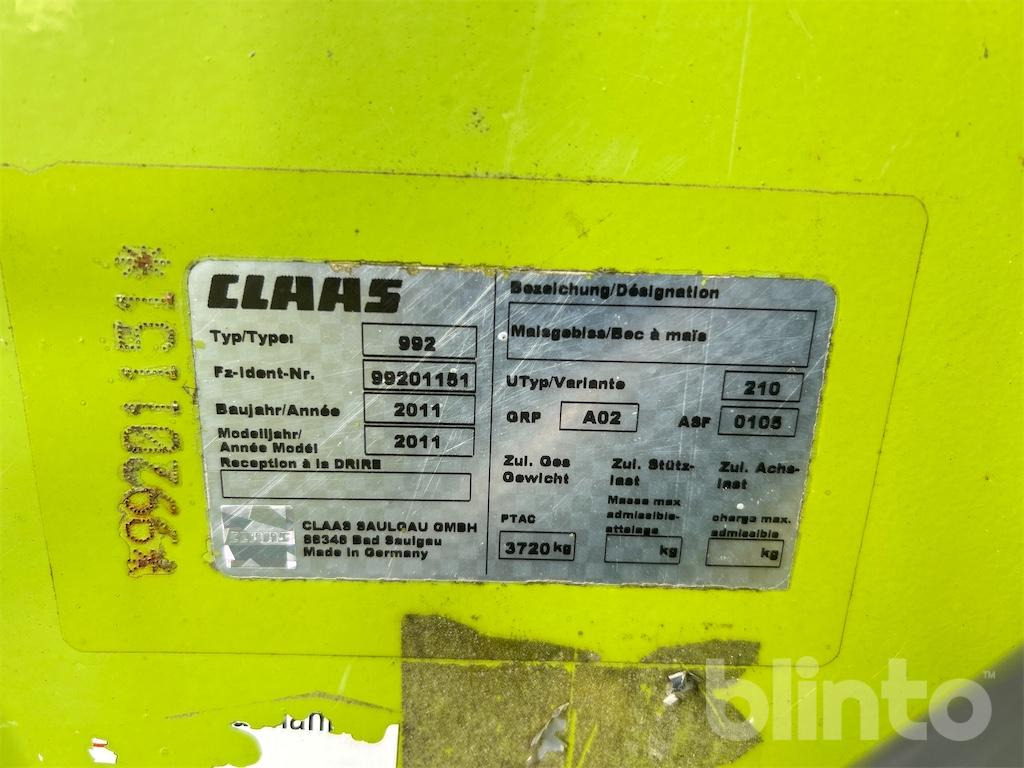 *99201151*
CLAAS
Typ/Type: 992
Fz-Ident-Nr. 99201151
Baujahr/Année 2011
Modelljahr/
Année Modèl 2011
Reception à la DRIRE
CLAAS
CLAAS SAULGAU GMBH
88348 Bad Saulgau
Made in Germany
Bezeichung/Désignation
Maisgebiss/Bec à maïs
UTyp/Variante 210
GRP A02 ASF 0105
Zul. Ges Gewicht
Zul. Stütz-last
Zul. Achs-last
PTAC
Masse max admissible-attelage
charge max. admissible
3720 kg kg kg
blinto™